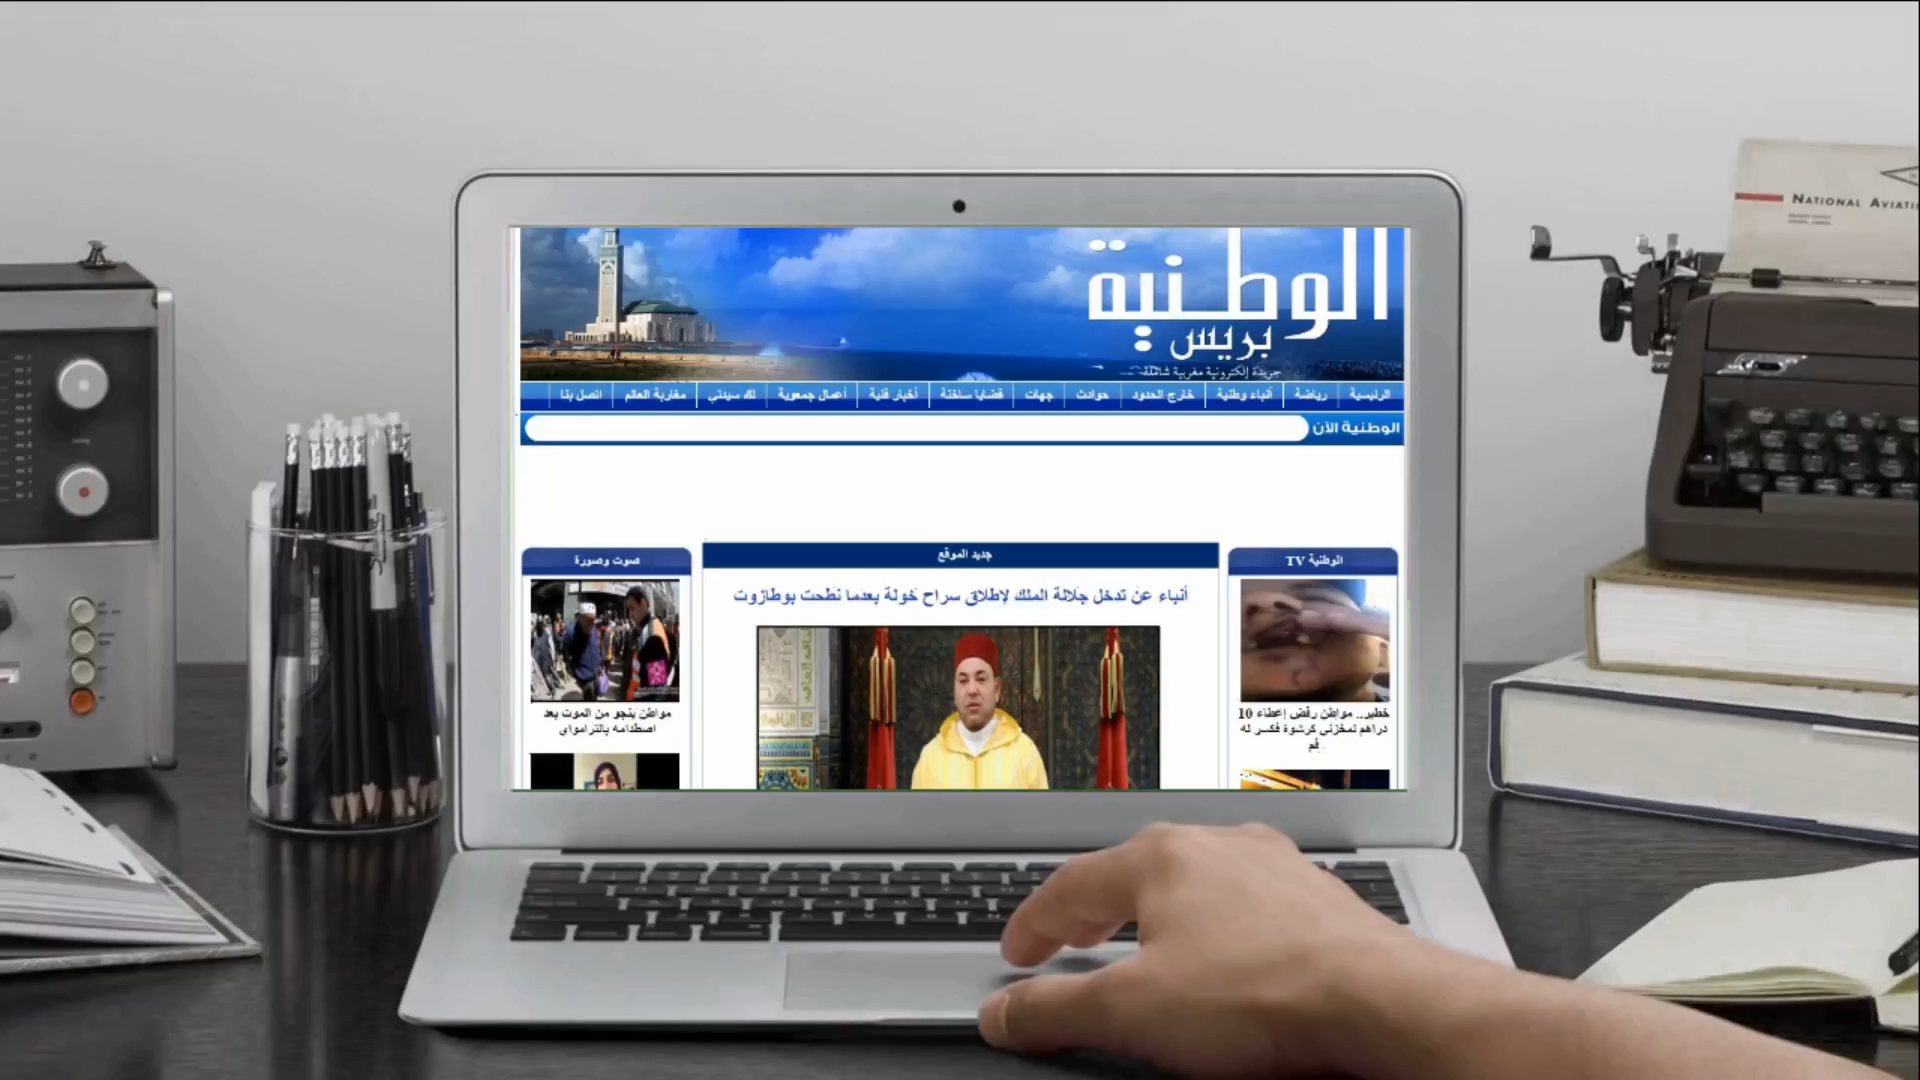 الوطنية
بريس
جريدة إلكترونية مغربية شاملة
الرئيسية
رياضة
أنباء وطنية
خارج الحدود
حوادث
جهات
قضايا ساخنة
أخبار فنية
أعمال جمعوية
لك سيدتي
مغاربة العالم
اتصل بنا
الوطنية الآن
الوطنية TV
خطير.. مواطن رفض إعطاء 10
دراهم لمخزني كرشوة فكسر له
فم
جديد الموقع
أنباء عن تدخل جلالة الملك لإطلاق سراح خولة بعدما نطحت بوطازوت
صوت وصورة
مواطن ينجو من الموت بعد
اصطدامه بالترامواي
NATIONAL